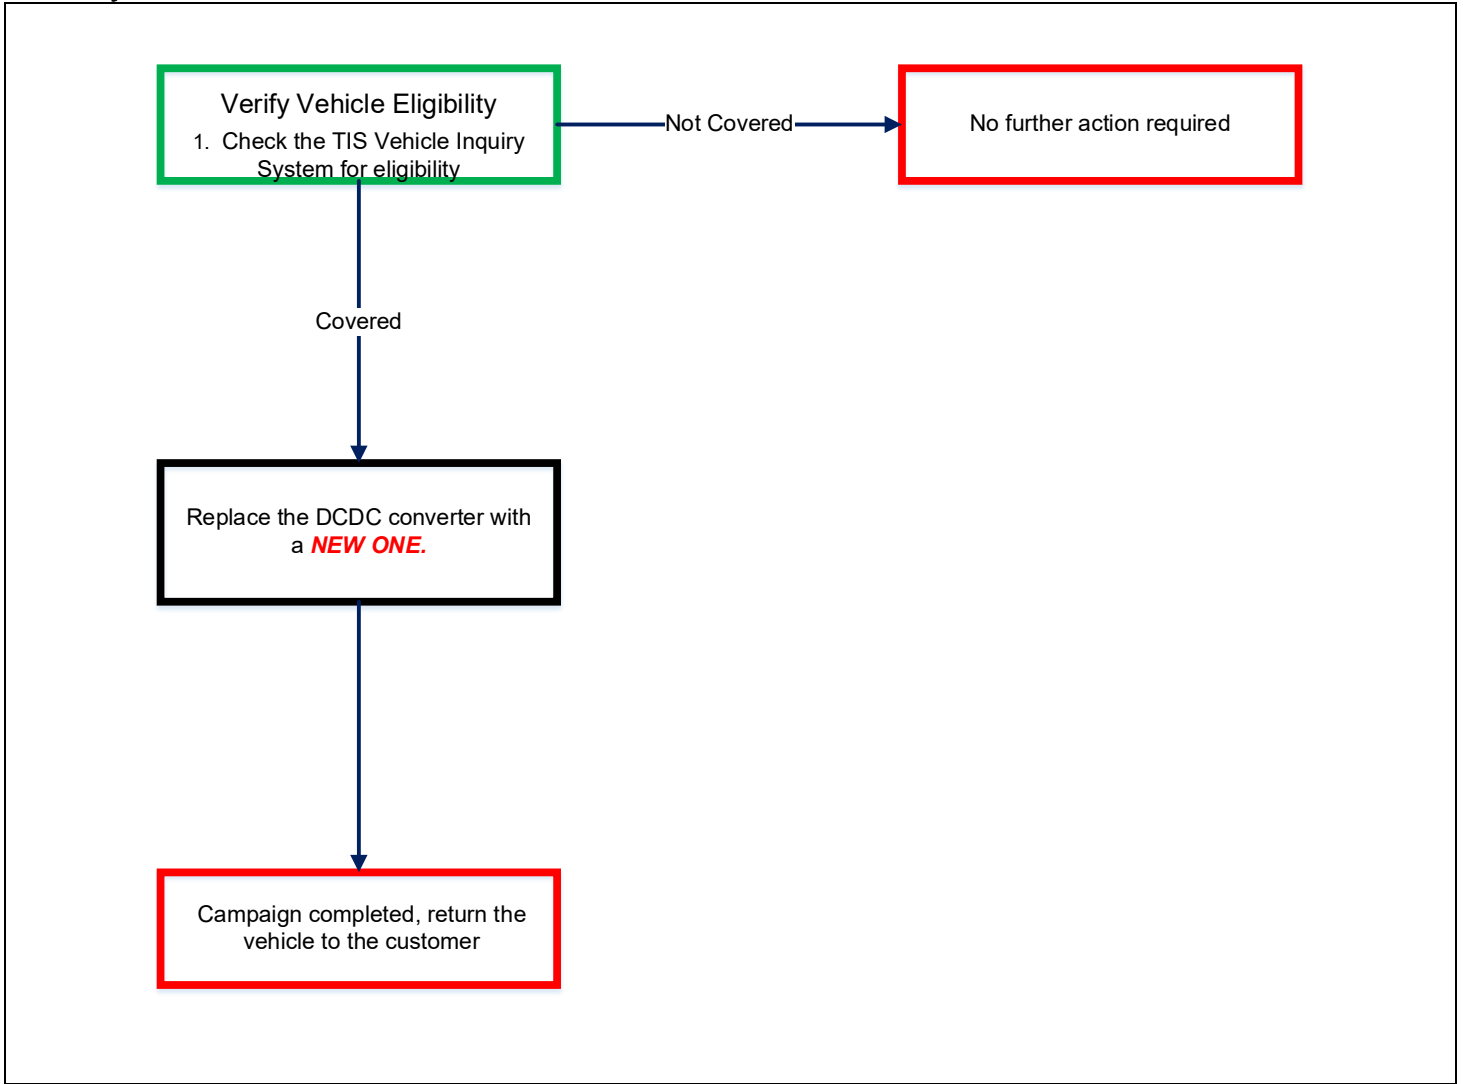 Verify Vehicle Eligibility
1. Check the TIS Vehicle Inquiry
System for eligibility
Not Covered
No further action required
Covered
Replace the DCDC converter with
a NEW ONE.
Campaign completed, return the
vehicle to the customer